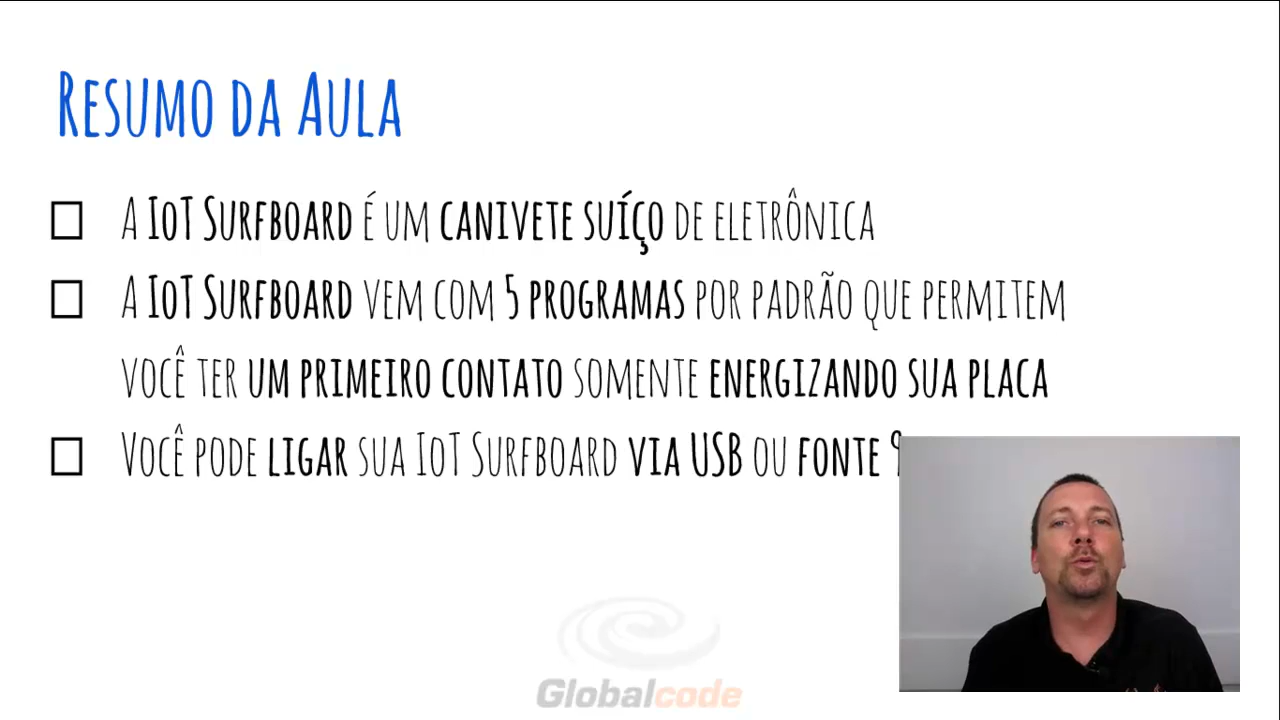 Resumo da Aula
A IoT Surfboard é um canivete suíço de eletrônica
A IoT Surfboard vem com 5 programas por padrão que permitem
você ter um primeiro contato somente energizando sua placa
Você pode ligar sua IoT Surfboard via USB ou fonte
Globalcode